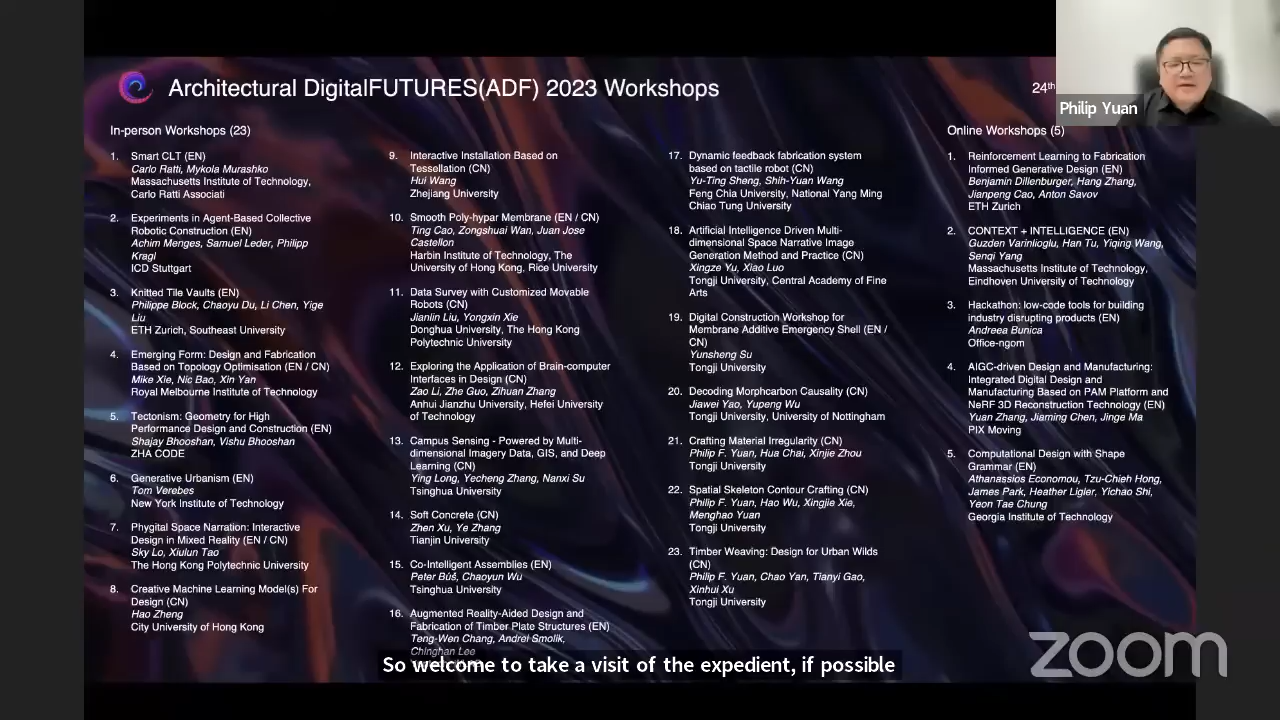 Architectural DigitalFUTURES(ADF) 2023 Workshops
24th
Philip Yuan
In-person Workshops (23)
1. Smart CLT (EN)
Carlo Ratti, Mykola Murashko
Massachusetts Institute of Technology,
Carlo Ratti Associati
2. Experiments in Agent-Based Collective
Robotic Construction (EN)
Achim Menges, Samuel Leder, Philipp
Kragl
ICD Stuttgart
3. Knitted Tile Vaults (EN)
Philippe Block, Chaoyu Du, Li Chen, Yige
Liu
ETH Zurich, Southeast University
4. Emerging Form: Design and Fabrication
Based on Topology Optimisation (EN / CN)
Mike Xie, Nic Bao, Xin Yan
Royal Melbourne Institute of Technology
5. Tectonism: Geometry for High
Performance Design and Construction (EN)
Shajay Bhooshan, Vishu Bhooshan
ZHA CODE
6. Generative Urbanism (EN)
Tom Verebes
New York Institute of Technology
7. Phygital Space Narration: Interactive
Design in Mixed Reality (EN / CN)
Sky Lo, Xiulun Tao
The Hong Kong Polytechnic University
8. Creative Machine Learning Model(s) For
Design (CN)
Hao Zheng
City University of Hong Kong
9. Interactive Installation Based on
Tessellation (CN)
Hui Wang
Zhejiang University
10. Smooth Poly-hypar Membrane (EN / CN)
Ting Cao, Zongshuai Wan, Juan Jose
Castellon
Harbin Institute of Technology, The
University of Hong Kong, Rice University
11. Data Survey with Customized Movable
Robots (CN)
Jianlin Liu, Yongxin Xie
Donghua University, The Hong Kong
Polytechnic University
12. Exploring the Application of Brain-computer
Interfaces in Design (CN)
Zao Li, Zhe Guo, Zihuan Zhang
Anhui Jianzhu University, Hefei University
of Technology
13. Campus Sensing - Powered by Multi-
dimensional Imagery Data, GIS, and Deep
Learning (CN)
Ying Long, Yecheng Zhang, Nanxi Su
Tsinghua University
14. Soft Concrete (CN)
Zhen Xu, Ye Zhang
Tianjin University
15. Co-Intelligent Assemblies (EN)
Peter Búš, Chaoyun Wu
Tsinghua University
16. Augmented Reality-Aided Design and
Fabrication of Timber Plate Structures (EN)
Teng-Wen Chang, Andrei Smolik,
Chinghan Lee
17. Dynamic feedback fabrication system
based on tactile robot (CN)
Yu-Ting Sheng, Shih-Yuan Wang
Feng Chia University, National Yang Ming
Chiao Tung University
18. Artificial Intelligence Driven Multi-
dimensional Space Narrative Image
Generation Method and Practice (CN)
Xingze Yu, Xiao Luo
Tongji University, Central Academy of Fine
Arts
19. Digital Construction Workshop for
Membrane Additive Emergency Shell (EN /
CN)
Yunsheng Su
Tongji University
20. Decoding Morphcarbon Causality (CN)
Jiawei Yao, Yupeng Wu
Tongji University, University of Nottingham
21. Crafting Material Irregularity (CN)
Philip F. Yuan, Hua Chai, Xinjie Zhou
Tongji University
22. Spatial Skeleton Contour Crafting (CN)
Philip F. Yuan, Hao Wu, Xingjie Xie,
Menghao Yuan
Tongji University
23. Timber Weaving: Design for Urban Wilds
(CN)
Philip F. Yuan, Chao Yan, Tianyi Gao,
Xinhui Xu
Tongji University
Online Workshops (5)
1. Reinforcement Learning to Fabrication
Informed Generative Design (EN)
Benjamin Dillenburger, Hang Zhang,
Jianpeng Cao, Anton Savov
ETH Zurich
2. CONTEXT + INTELLIGENCE (EN)
Guzden Varinlioglu, Han Tu, Yiqing Wang,
Senqi Yang
Massachusetts Institute of Technology,
Eindhoven University of Technology
3. Hackathon: low-code tools for building
industry disrupting products (EN)
Andreea Bunica
Office-ngom
4. AIGC-driven Design and Manufacturing:
Integrated Digital Design and
Manufacturing Based on PAM Platform and
NeRF 3D Reconstruction Technology (EN)
Yuan Zhang, Jiaming Chen, Jinge Ma
PIX Moving
5. Computational Design with Shape
Grammar (EN)
Athanassios Economou, Tzu-Chieh Hong,
James Park, Heather Ligler, Yichao Shi,
Yeon Tae Chung
Georgia Institute of Technology
So welcome to take a visit of the expedient, if possible
zoom